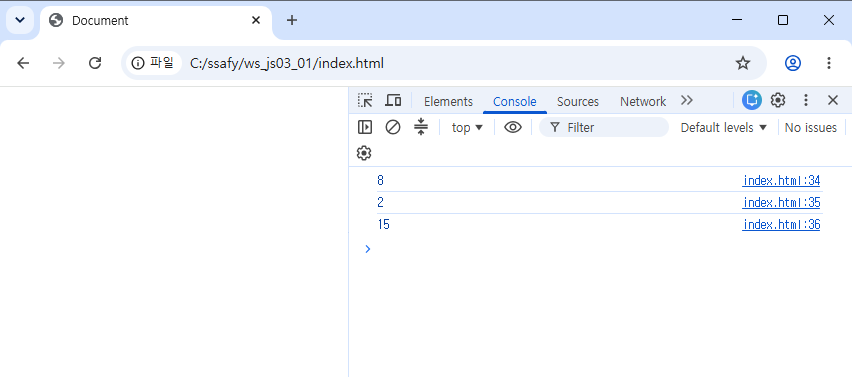 Document
파일 C:/ssafy/ws_js03_01/index.html
Elements Console Sources Network
top Filter Default levels No issues
8 index.html:34
2 index.html:35
15 index.html:36